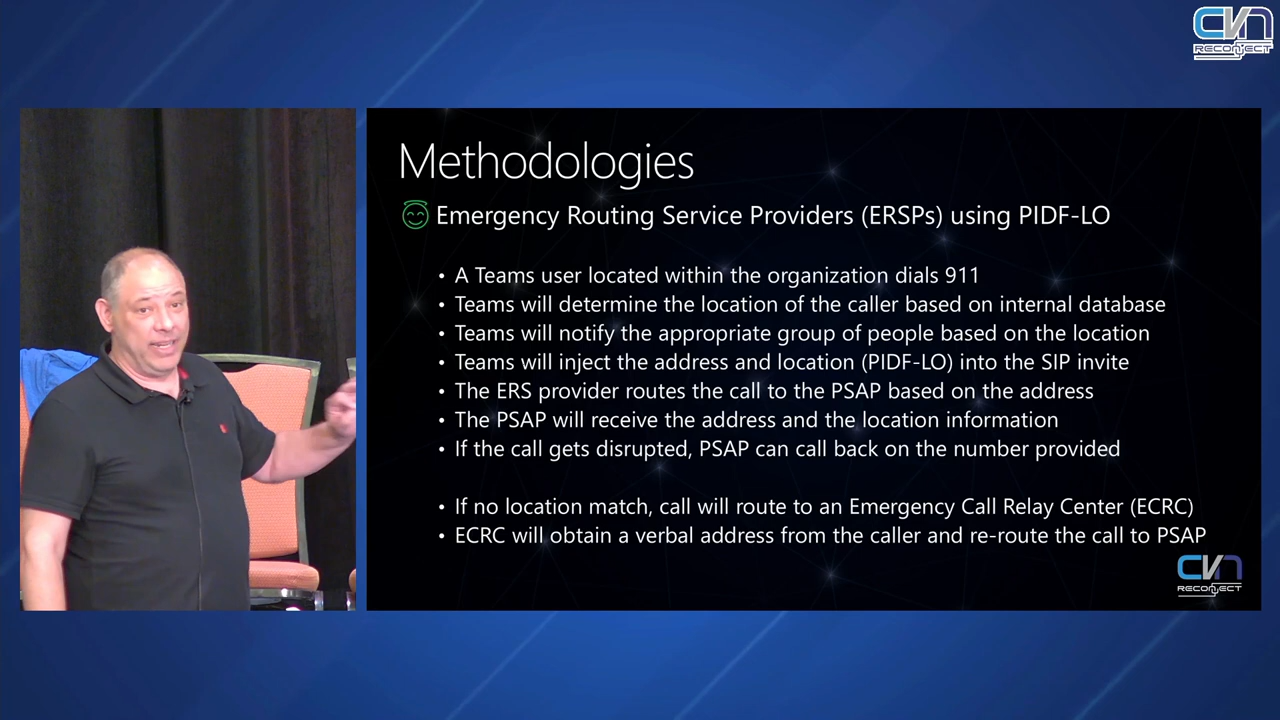 CVN
RECONJECT
Methodologies
Emergency Routing Service Providers (ERSPs) using PIDF-LO
• A Teams user located within the organization dials 911
• Teams will determine the location of the caller based on internal database
• Teams will notify the appropriate group of people based on the location
• Teams will inject the address and location (PIDF-LO) into the SIP invite
• The ERS provider routes the call to the PSAP based on the address
• The PSAP will receive the address and the location information
• If the call gets disrupted, PSAP can call back on the number provided
• If no location match, call will route to an Emergency Call Relay Center (ECRC)
• ECRC will obtain a verbal address from the caller and re-route the call to PSAP
CVN
RECONJECT